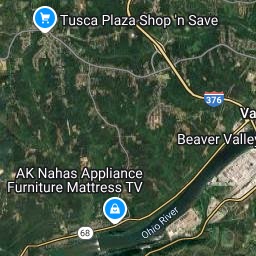 Tusca Plaza Shop 'n Save
376
Va
Beaver Valley
AK Nahas Appliance
Furniture Mattress TV
Ohio River
68